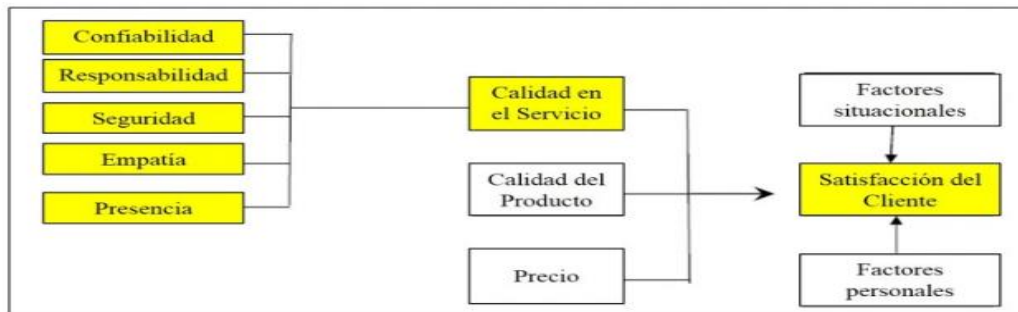 Confiabilidad
Responsabilidad
Seguridad
Empatía
Presencia
Calidad en
el Servicio
Calidad del
Producto
Precio
Factores
situacionales
Satisfacción del
Cliente
Factores
personales